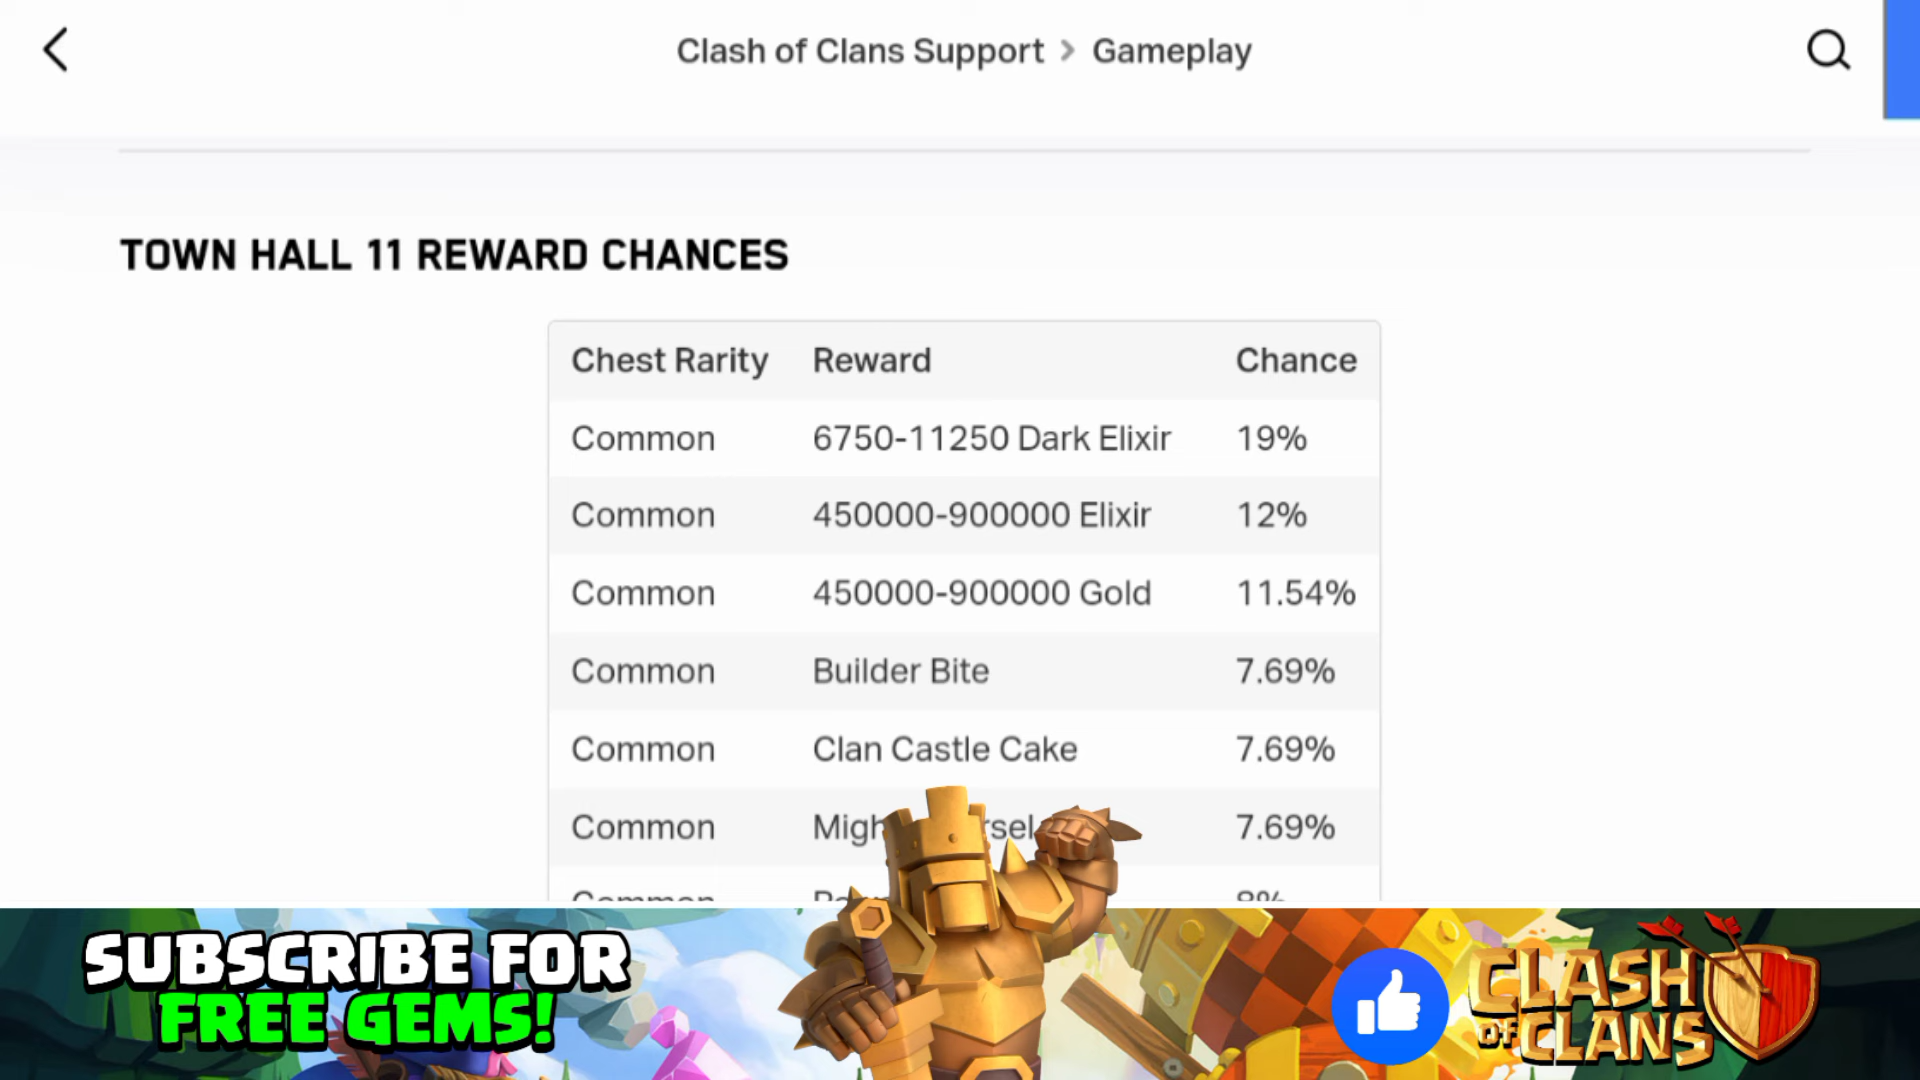 Clash of Clans Support > Gameplay
TOWN HALL 11 REWARD CHANCES
Chest Rarity Reward Chance
Common 6750-11250 Dark Elixir 19%
Common 450000-900000 Elixir 12%
Common 450000-900000 Gold 11.54%
Common Builder Bite 7.69%
Common Clan Castle Cake 7.69%
Common 7.69%
SUBSCRIBE FOR
FREE GEMS!
CLASH
OF CLANS